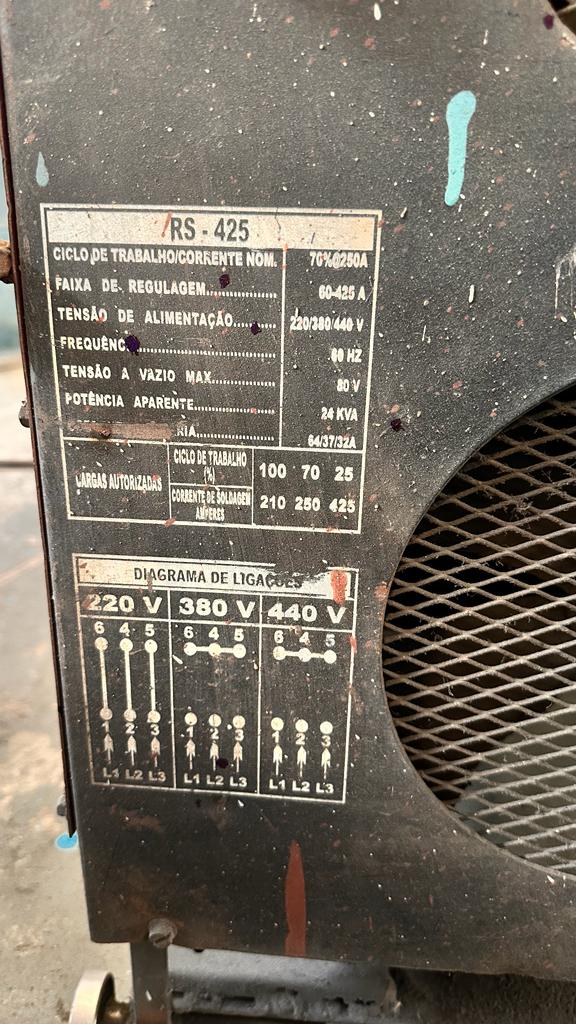 RS - 425
CICLO DE TRABALHO/CORRENTE NOM. 70%@250A
FAIXA DE REGULAGEM................ 60-425 A
TENSÃO DE ALIMENTAÇÃO.......... 220/380/440 V
FREQUÊNC................................ 60 HZ
TENSÃO A VAZIO MAX............... 80 V
POTÊNCIA APARENTE................. 24 KVA
RIA.................... 64/37/32A
CARGAS AUTORIZADAS
CICLO DE TRABALHO (%) 100 70 25
CORRENTE DE SOLDAGEM AMPERES 210 250 425
DIAGRAMA DE LIGAÇÕES
220 V 380 V 440 V
6 4 5 6 4 5 6 4 5
1 2 3 1 2 3 1 2 3
L1 L2 L3 L1 L2 L3 L1 L2 L3